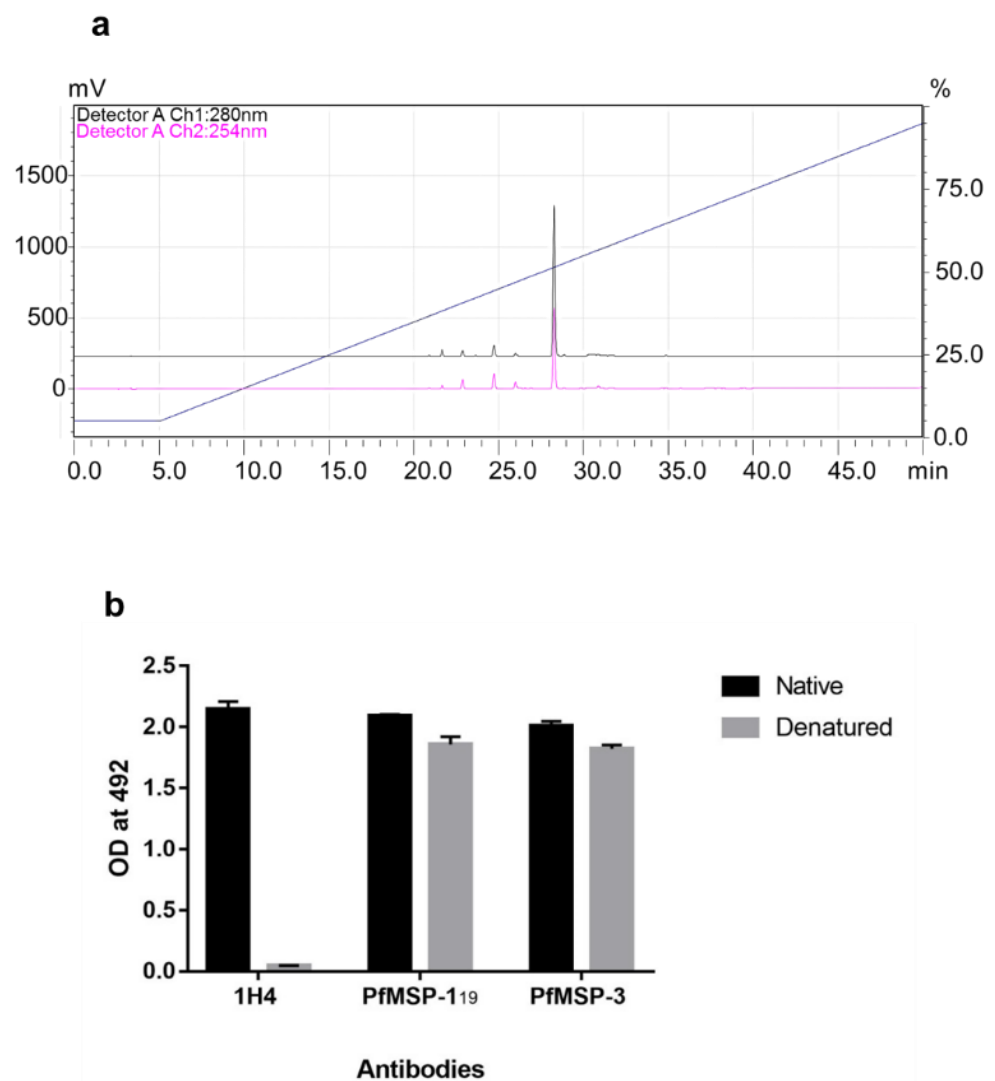 a
mV %
Detector A Ch1:280nm
Detector A Ch2:254nm
1500
1000
500
0
75.0
50.0
25.0
0.0
0.0 5.0 10.0 15.0 20.0 25.0 30.0 35.0 40.0 45.0 min
b
2.5
2.0
1.5
1.0
0.5
0.0
OD at 492
Native
Denatured
1H4 PfMSP-119 PfMSP-3
Antibodies